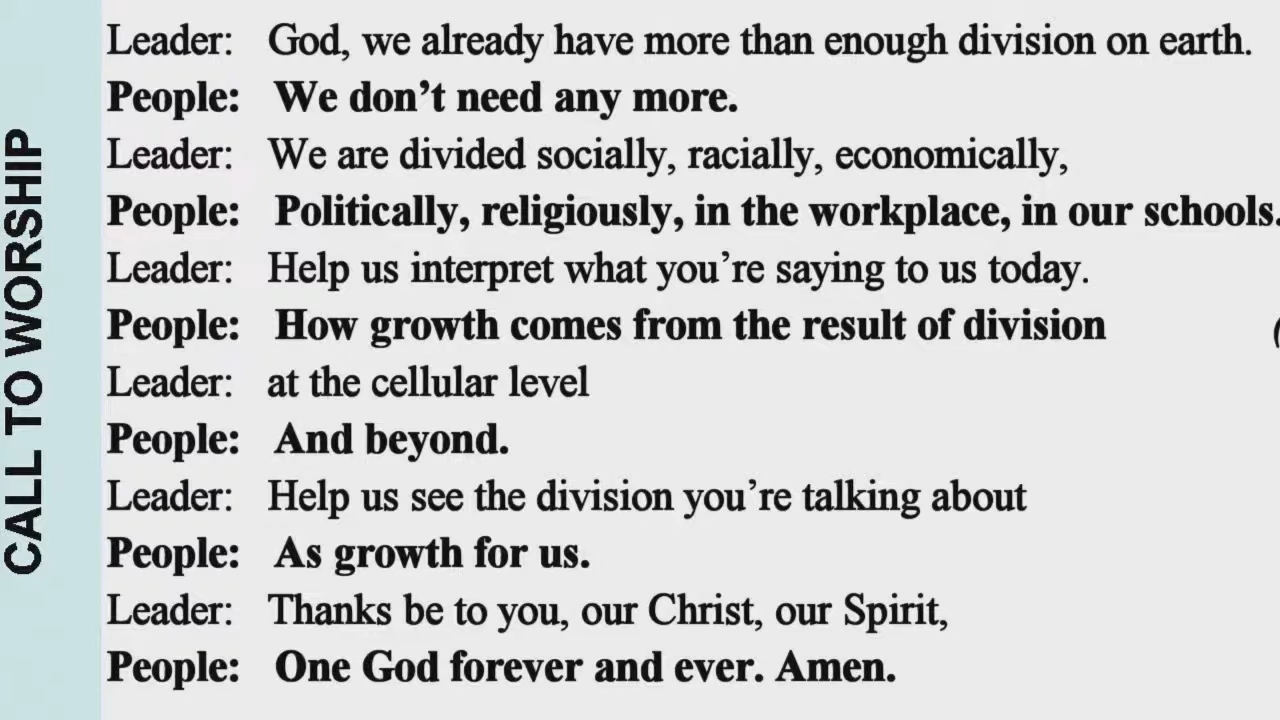 CALL TO WORSHIP
Leader: God, we already have more than enough division on earth.
People: We don’t need any more.
Leader: We are divided socially, racially, economically,
People: Politically, religiously, in the workplace, in our schools.
Leader: Help us interpret what you’re saying to us today.
People: How growth comes from the result of division (
Leader: at the cellular level
People: And beyond.
Leader: Help us see the division you’re talking about
People: As growth for us.
Leader: Thanks be to you, our Christ, our Spirit,
People: One God forever and ever. Amen.